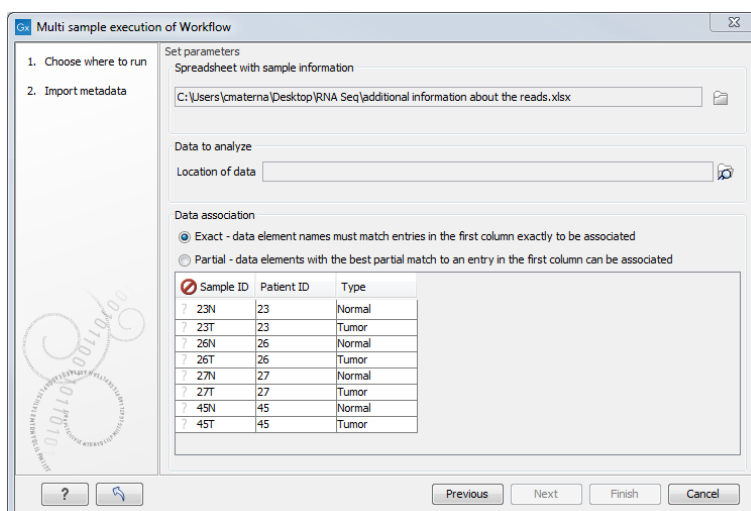 Gx Multi sample execution of Workflow
1. Choose where to run
2. Import metadata
Set parameters
Spreadsheet with sample information
C:\Users\cmaterna\Desktop\RNA Seq\additional information about the reads.xlsx
Data to analyze
Location of data
Data association
Exact - data element names must match entries in the first column exactly to be associated
Partial - data elements with the best partial match to an entry in the first column can be associated
Sample ID Patient ID Type
? 23N 23 Normal
? 23T 23 Tumor
? 26N 26 Normal
? 26T 26 Tumor
? 27N 27 Normal
? 27T 27 Tumor
? 45N 45 Normal
? 45T 45 Tumor
? Previous Next Finish Cancel